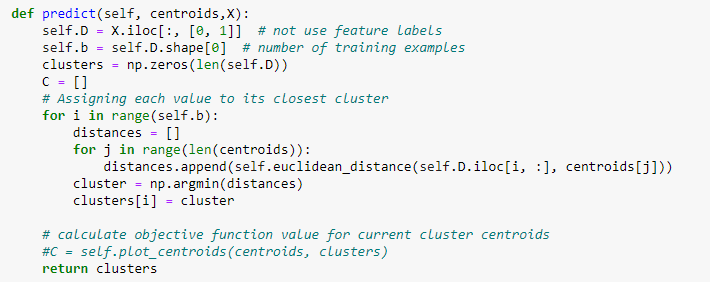 def predict(self, centroids,X):
    self.D = X.iloc[:, [0, 1]]  # not use feature labels
    self.b = self.D.shape[0]  # number of training examples
    clusters = np.zeros(len(self.D))
    C = []
    # Assigning each value to its closest cluster
    for i in range(self.b):
        distances = []
        for j in range(len(centroids)):
            distances.append(self.euclidean_distance(self.D.iloc[i, :], centroids[j]))
        cluster = np.argmin(distances)
        clusters[i] = cluster

    # calculate objective function value for current cluster centroids
    #C = self.plot_centroids(centroids, clusters)
    return clusters